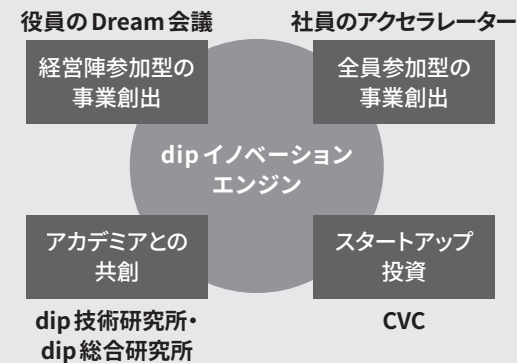 役員のDream会議
社員のアクセラレーター
経営陣参加型の
事業創出
全員参加型の
事業創出
dipイノベーション
エンジン
アカデミアとの
共創
スタートアップ
投資
dip技術研究所・
dip総合研究所
CVC